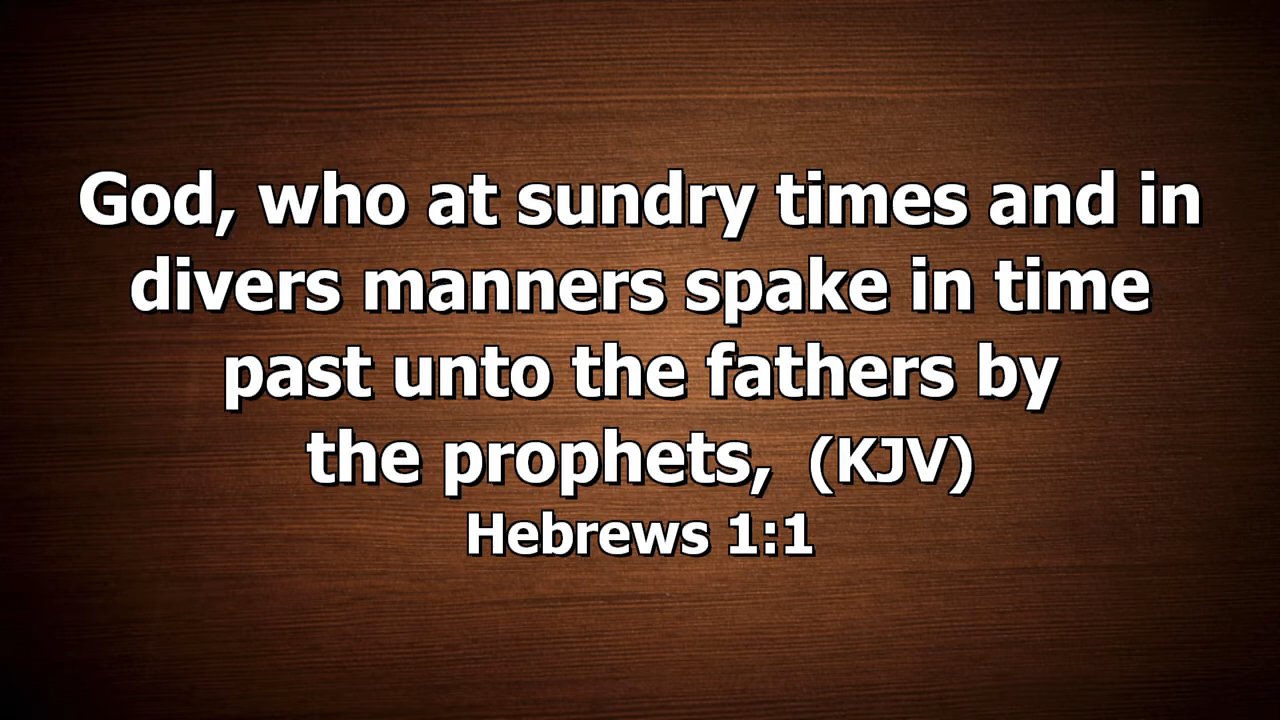 God, who at sundry times and in
divers manners spake in time
past unto the fathers by
the prophets, (KJV)
Hebrews 1:1